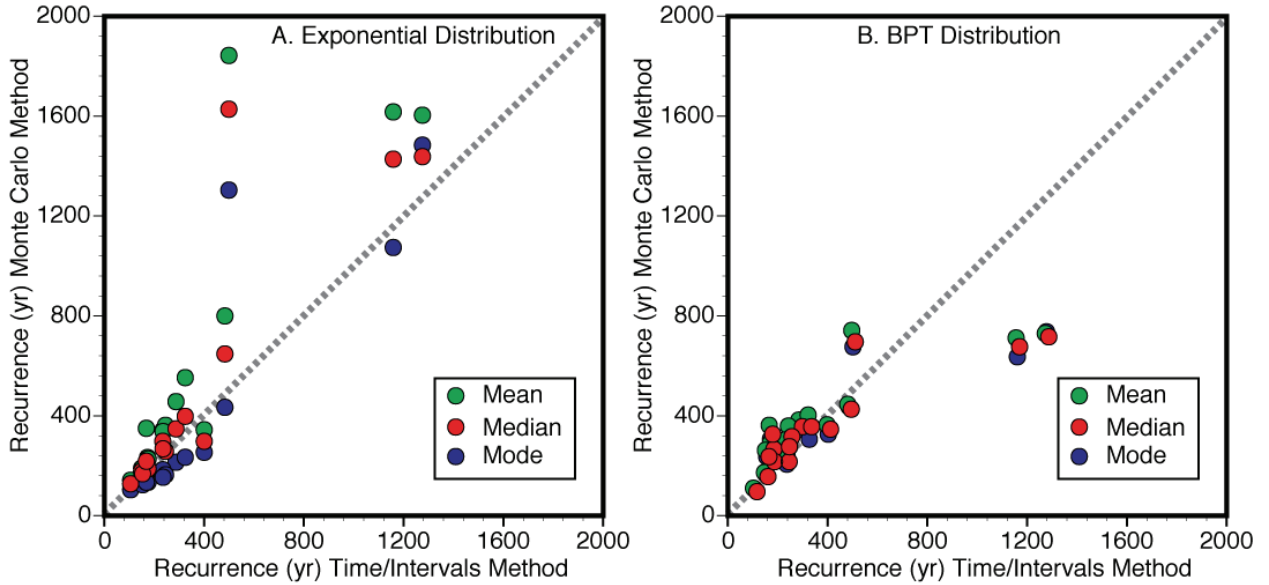 A. Exponential Distribution
Recurrence (yr) Monte Carlo Method
2000
1600
1200
800
400
0
Mean
Median
Mode
0 400 800 1200 1600 2000
Recurrence (yr) Time/Intervals Method
B. BPT Distribution
Recurrence (yr) Monte Carlo Method
2000
1600
1200
800
400
0
Mean
Median
Mode
0 400 800 1200 1600 2000
Recurrence (yr) Time/Intervals Method